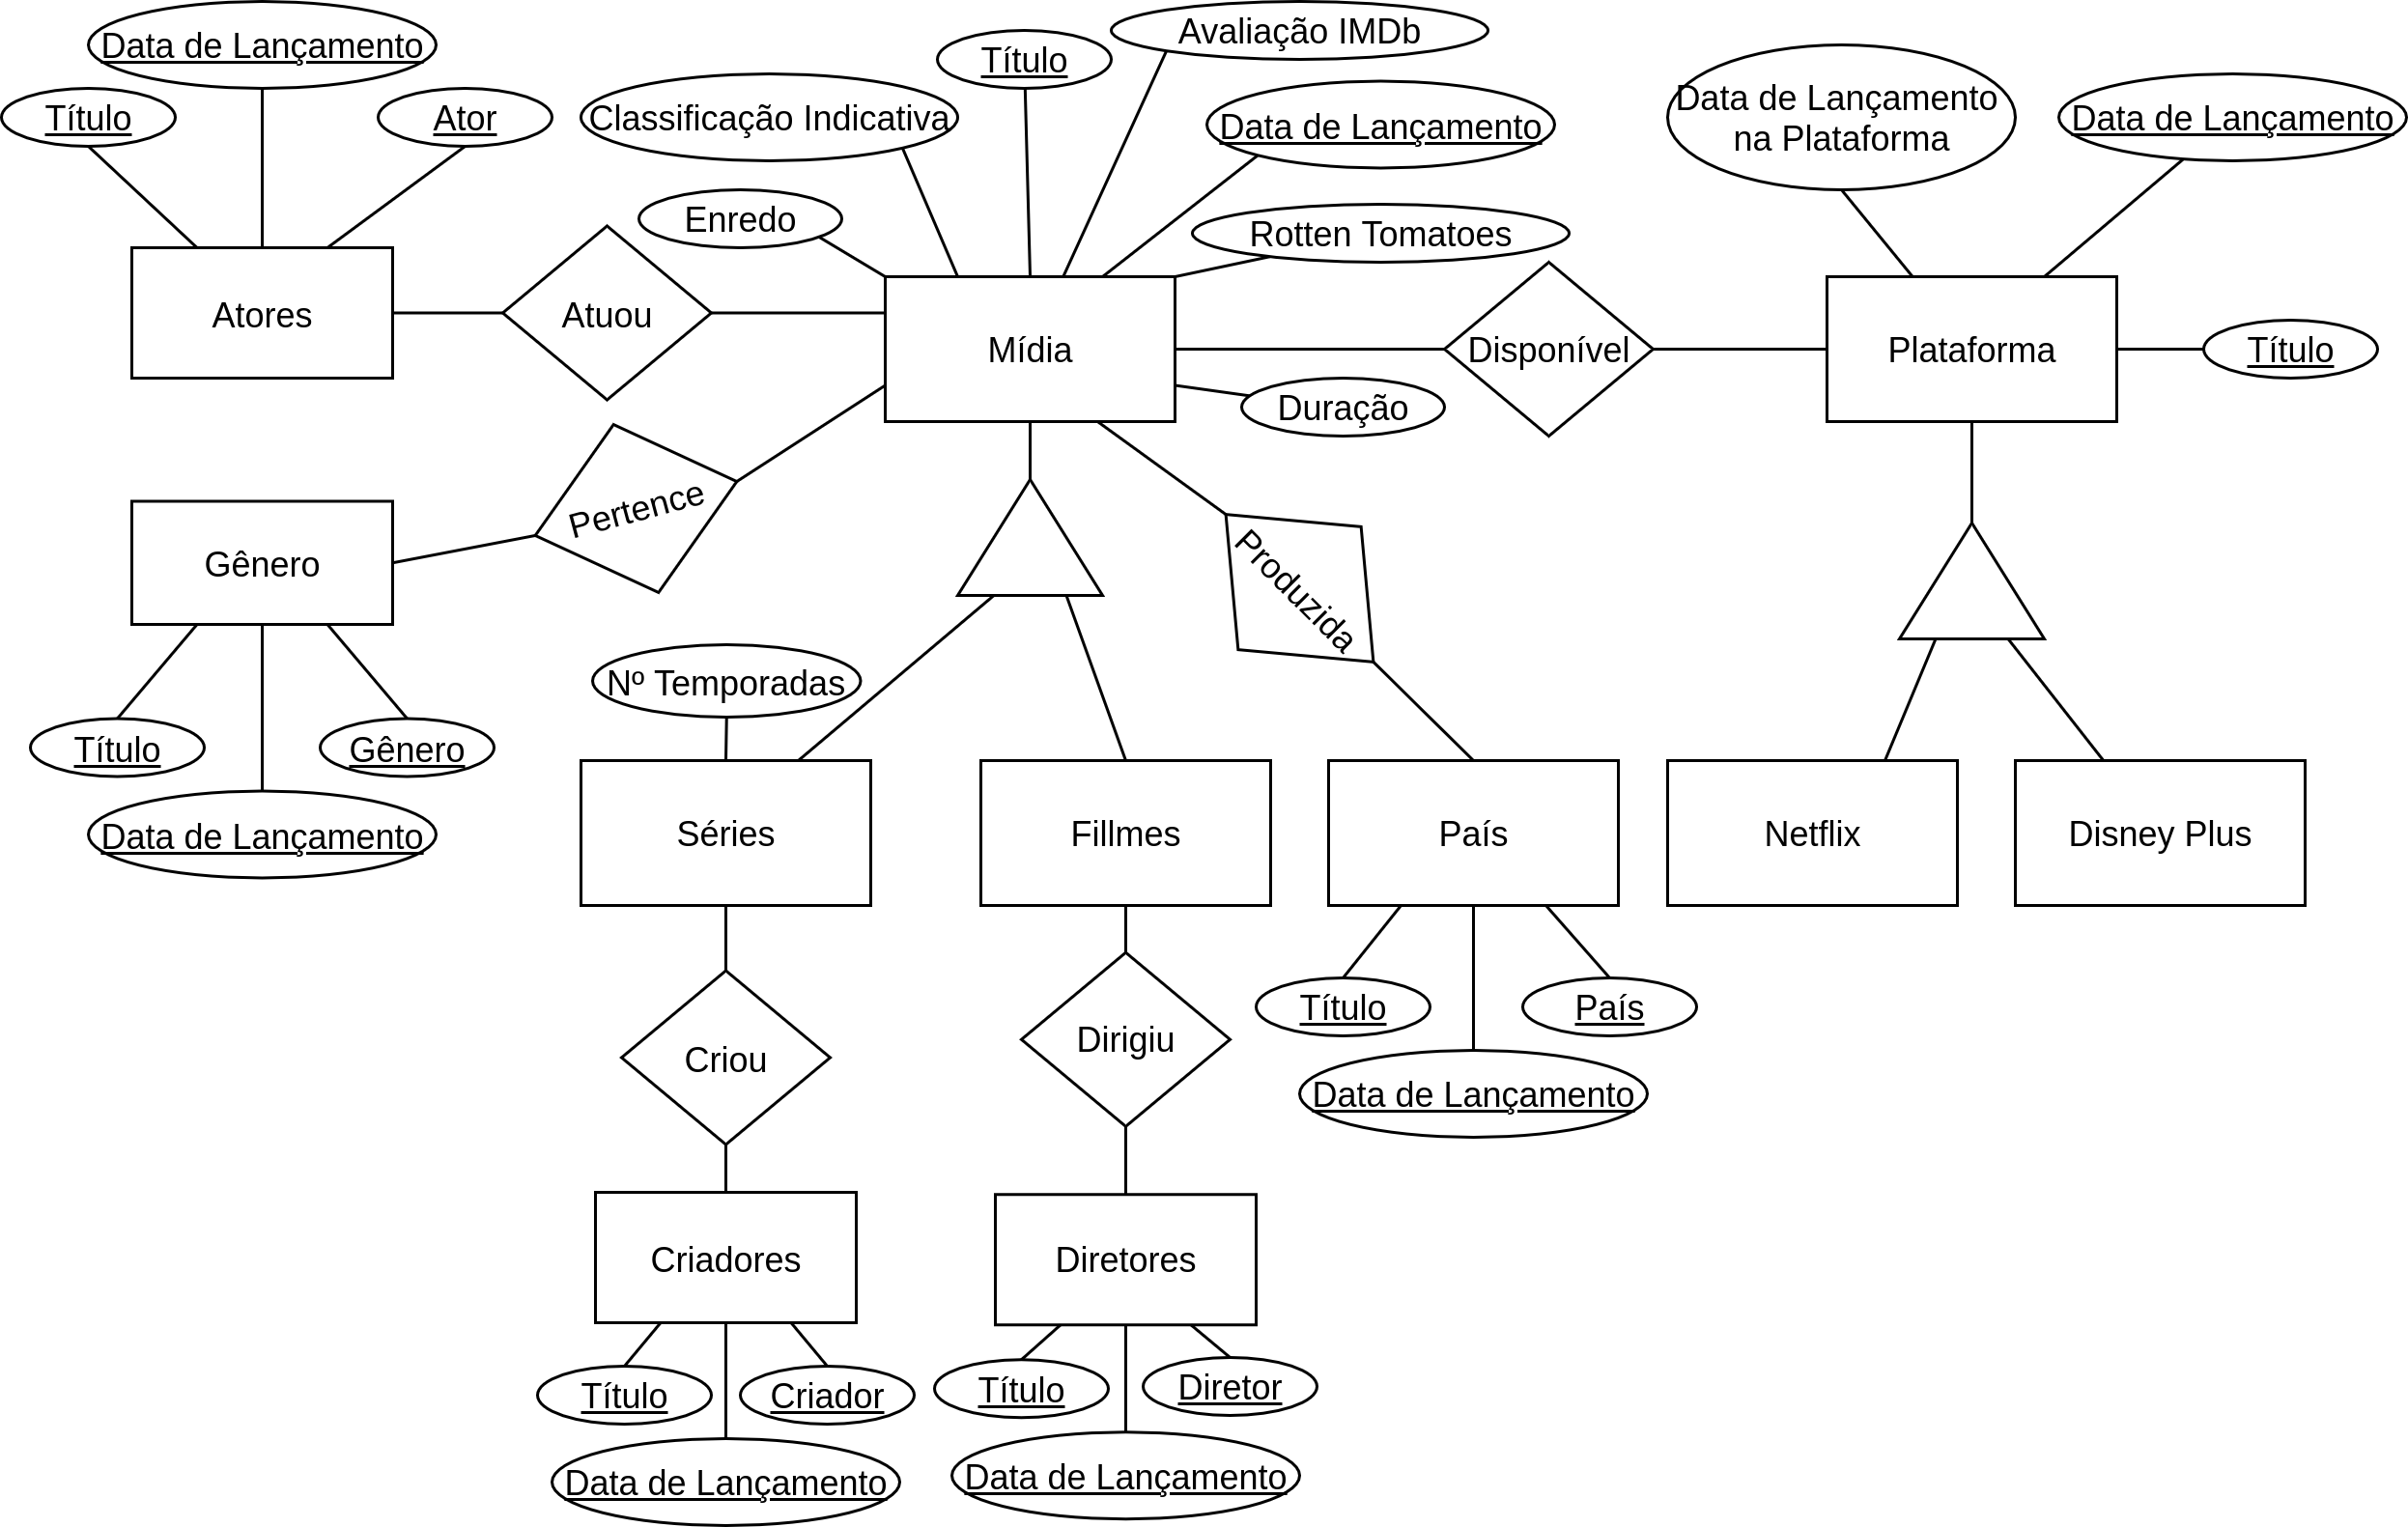 Data de Lançamento
Título
Ator
Classificação Indicativa
Título
Avaliação IMDb
Data de Lançamento
Data de Lançamento
na Plataforma
Data de Lançamento
Enredo
Rotten Tomatoes
Atores
Atuou
Mídia
Disponível
Plataforma
Título
Duração
Pertence
Gênero
Produzida
Nº Temporadas
Título
Gênero
Data de Lançamento
Séries
Fillmes
País
Netflix
Disney Plus
Título
País
Criou
Dirigiu
Data de Lançamento
Criadores
Diretores
Título
Criador
Título
Diretor
Data de Lançamento
Data de Lançamento